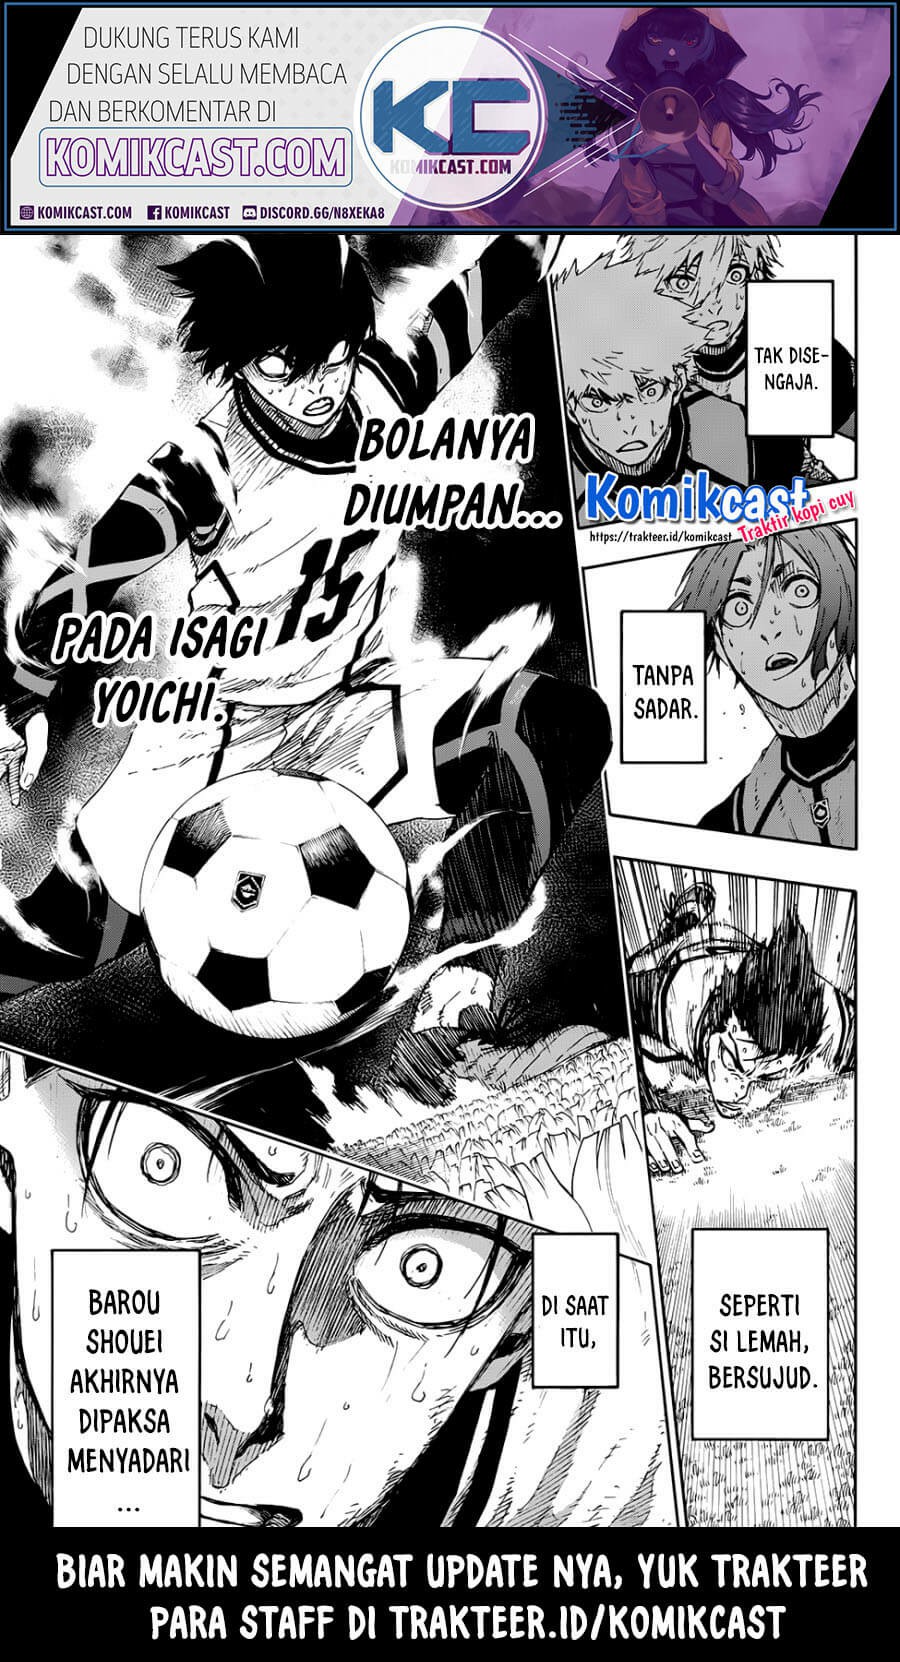 DUKUNG TERUS KAMI
DENGAN SELALU MEMBACA
DAN BERKOMENTAR DI
KOMIKCAST.COM
KC
KOMIKCAST.COM
KOMIKCAST.COM
KOMIKCAST
DISCORD.GG/N8XEKA8
TAK DISE-
NGAJA.
Komikcast
https://trakteer.id/komikcast
Traktir kopi cuy
TANPA
SADAR.
BOLANYA
DIUMPAN...
15
PADA ISAGI
YOICHI.
SEPERTI
SI LEMAH,
BERSUJUD.
DI SAAT
ITU,
BAROU
SHOUEI
AKHIRNYA
DIPAKSA
MENYADARI
...
BIAR MAKIN SEMANGAT UPDATE NYA, YUK TRAKTEER
PARA STAFF DI TRAKTEER.ID/KOMIKCAST